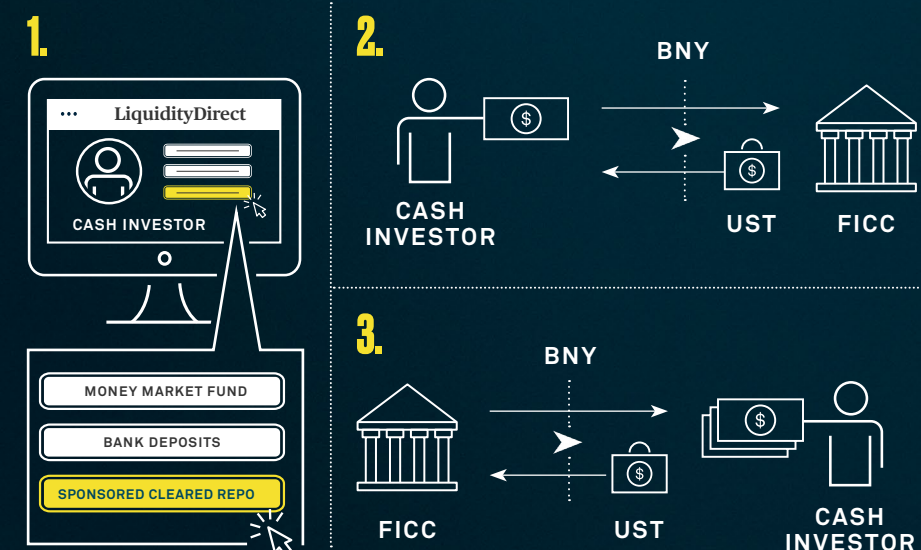 1.
LiquidityDirect
CASH INVESTOR
MONEY MARKET FUND
BANK DEPOSITS
SPONSORED CLEARED REPO
2.
BNY
$
$
CASH
INVESTOR
UST
FICC
3.
BNY
$
$
FICC
UST
CASH
INVESTOR